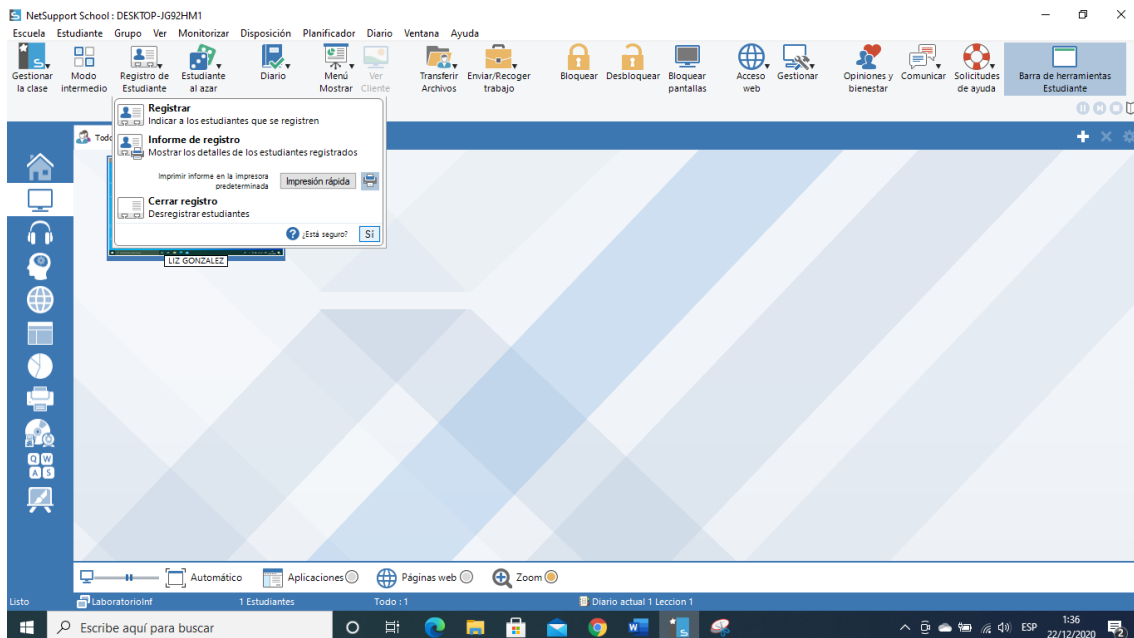 NetSupport School : DESKTOP-JG92HM1
Escuela Estudiante Grupo Ver Monitorizar Disposición Planificador Diario Ventana Ayuda
Gestionar la clase
Modo intermedio
Registro de Estudiante
Estudiante al azar
Diario
Menú Mostrar
Ver Cliente
Transferir Archivos
Enviar/Recoger trabajo
Bloquear
Desbloquear
Bloquear pantallas
Acceso web
Gestionar
Opiniones y bienestar
Comunicar
Solicitudes de ayuda
Barra de herramientas Estudiante
Registrar
Indicar a los estudiantes que se registren
Informe de registro
Mostrar los detalles de los estudiantes registrados
Imprimir informe en la impresora
predeterminada
Impresión rápida
Cerrar registro
Desregistrar estudiantes
¿Está seguro? Sí
LIZ GONZALEZ
Q W
A S
Automático Aplicaciones Páginas web Zoom
Listo LaboratorioInf 1 Estudiantes Todo : 1 Diario actual 1 Leccion 1
Escribe aquí para buscar
ESP
1:36
22/12/2020
2